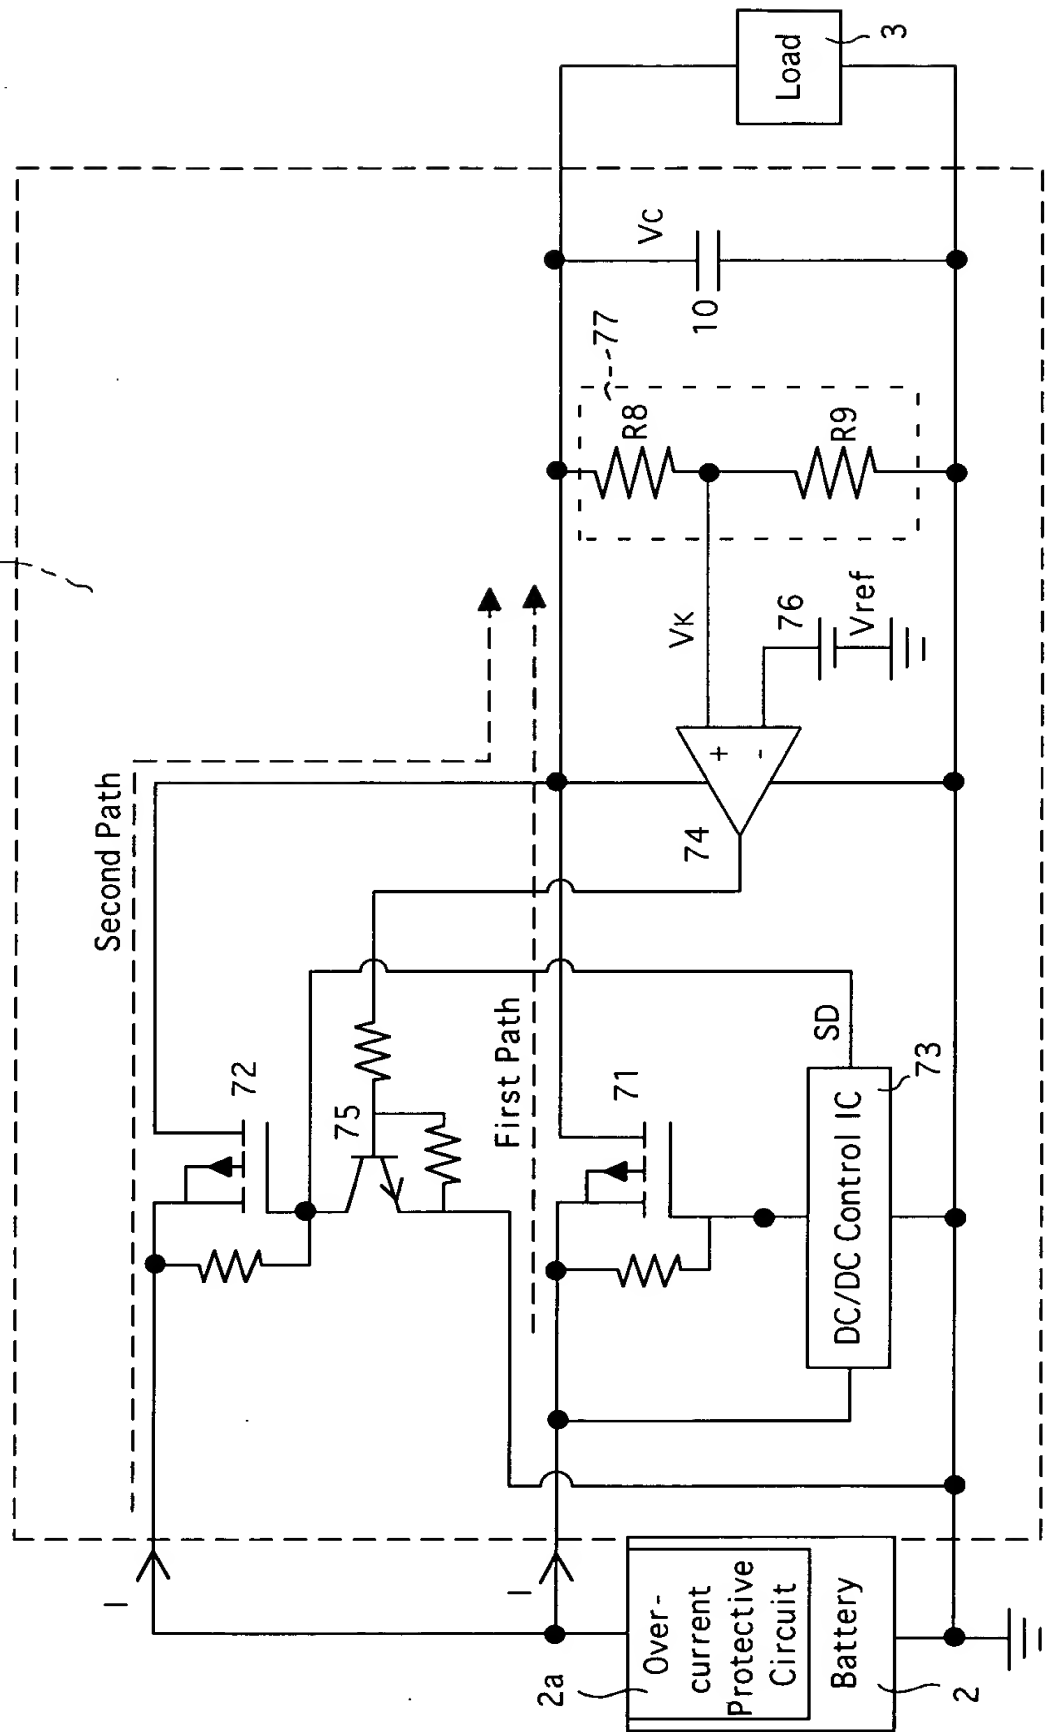 Second Path
I
72
75
First Path
I
71
SD
73
DC/DC Control IC
74
+
-
VK
76
Vref
77
R8
R9
VC
10
Load
3
2a
Over-
current
Protective
Circuit
Battery
2